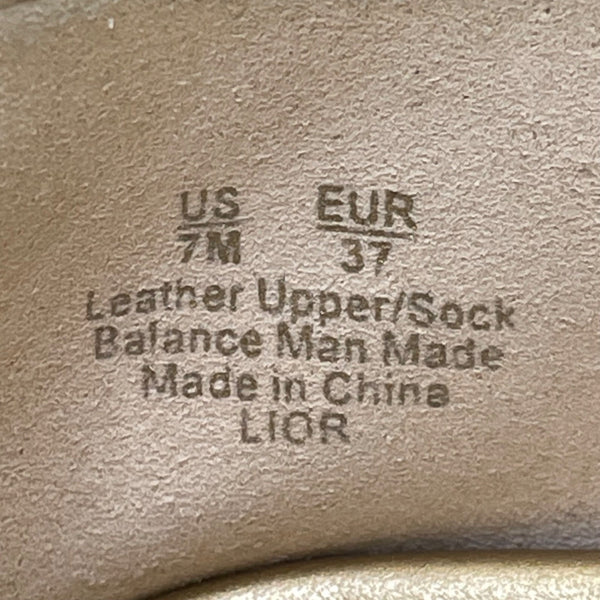 US EUR
7M 37
Leather Upper/Sock
Balance Man Made
Made in China
LIOR